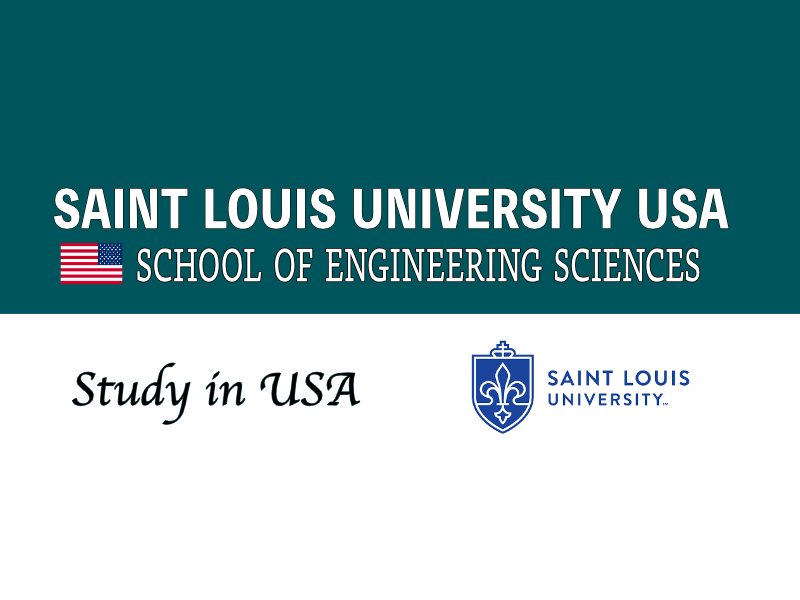 SAINT LOUIS UNIVERSITY USA
SCHOOL OF ENGINEERING SCIENCES
Study in USA
SAINT LOUIS
UNIVERSITY™